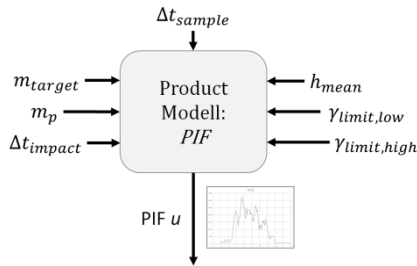 Δt_sample
m_target
m_p
Δt_impact
Product
Modell:
PIF
h_mean
γ_limit,low
γ_limit,high
PIF u